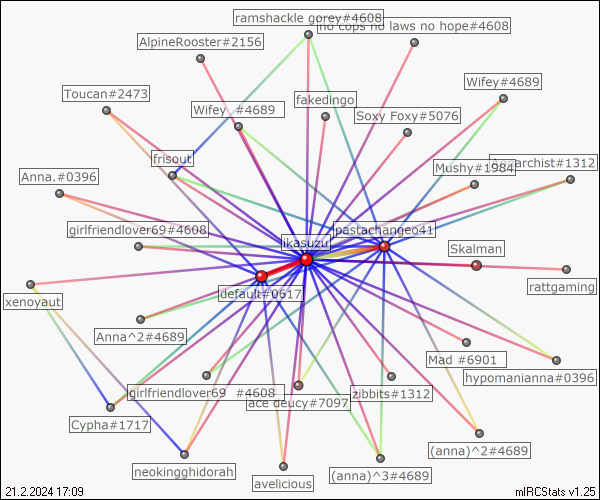 ramshackle gorey#4608
no cops no laws no hope#4608
AlpineRooster#2156
Wifey#4689
Toucan#2473
fakedingo
Wifey #4689
Soxy Foxy#5076
frisout
Mushy#1984
#1312
Anna.#0396
girlfriendlover69#4608
pastachangeo41
ikasuzu
Skalman
rattgaming
default#0617
xenoyaut
Anna^2#4689
Mad #6901
hypomanianna#0396
girlfriendlover69 #4608
zibbits#1312
ace deucy#7097
Cypha#1717
(anna)^2#4689
neokingghidorah
(anna)^3#4689
avelicious
21.2.2024 17:09
mIRCStats v1.25